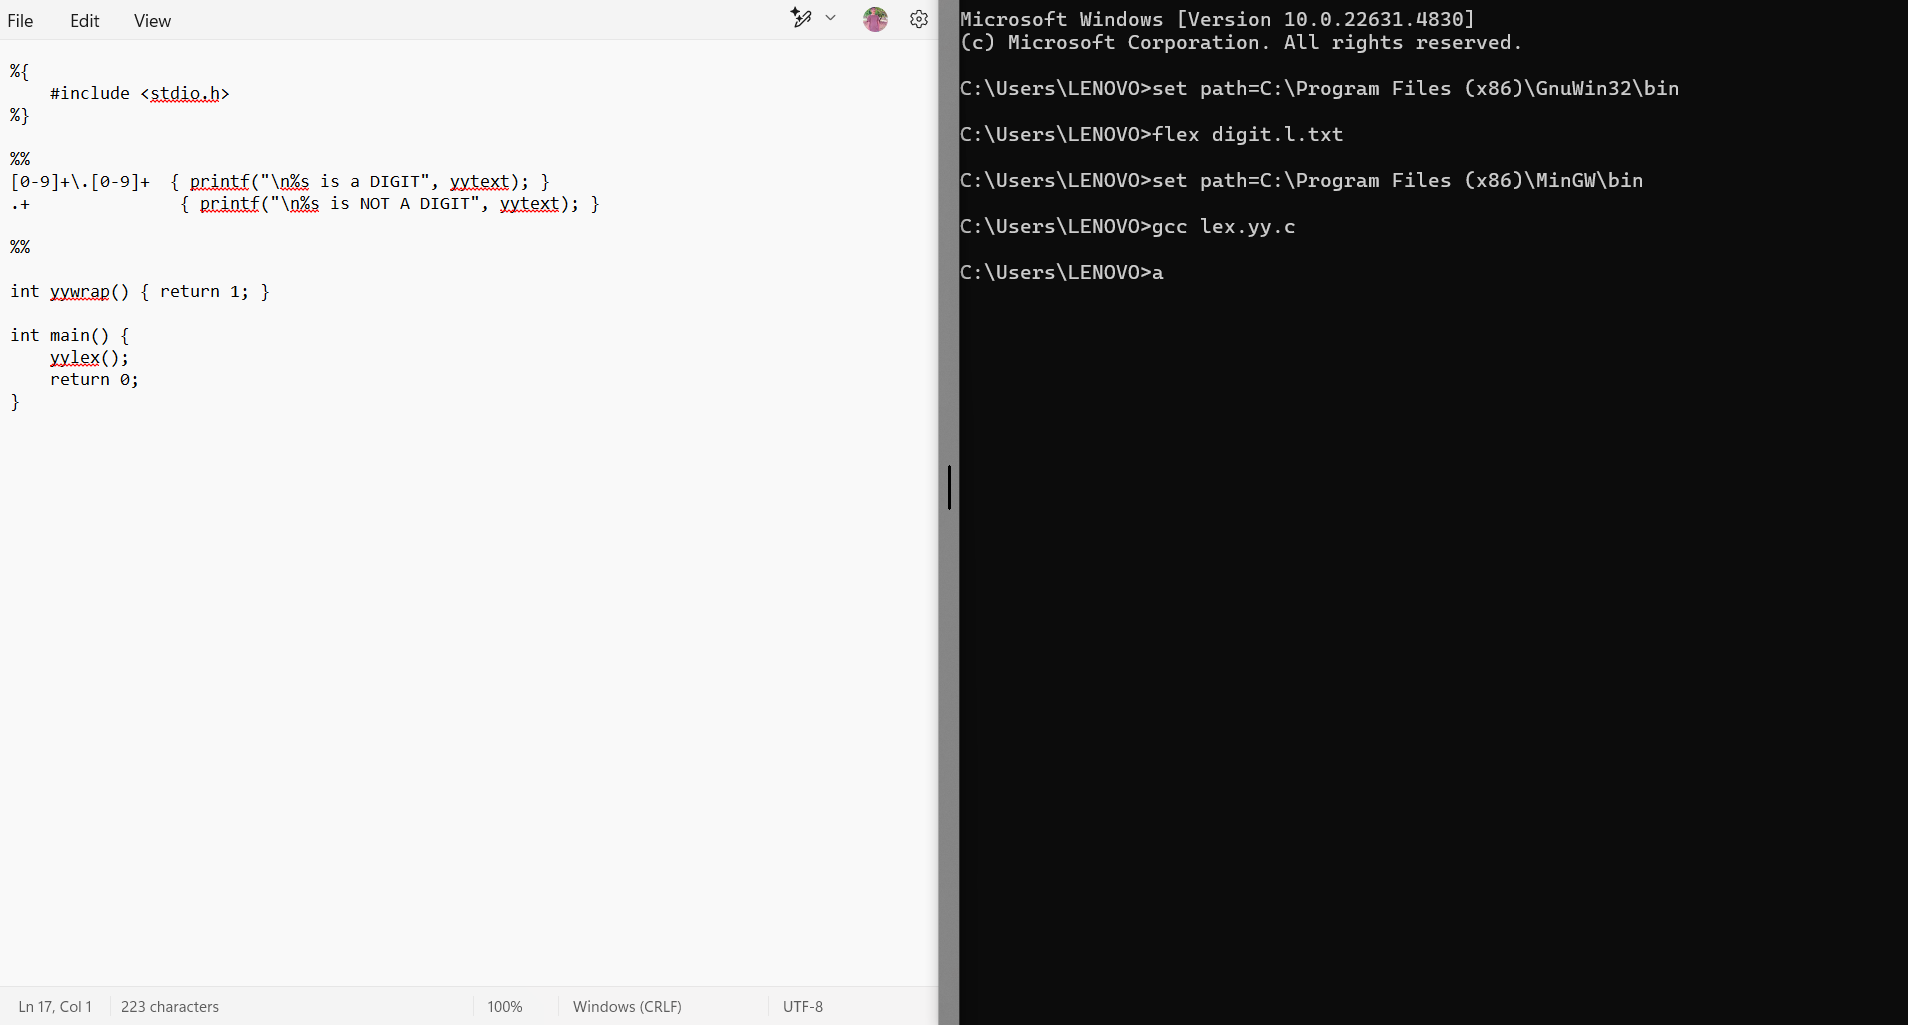 File Edit View
%{
    #include <stdio.h>
%}
%%
[0-9]+\.[0-9]+  { printf("\n%s is a DIGIT", yytext); }
.+               { printf("\n%s is NOT A DIGIT", yytext); }
%%
int yywrap() { return 1; }
int main() {
    yylex();
    return 0;
}
Ln 17, Col 1 223 characters 100% Windows (CRLF) UTF-8
Microsoft Windows [Version 10.0.22631.4830]
(c) Microsoft Corporation. All rights reserved.
C:\Users\LENOVO>set path=C:\Program Files (x86)\GnuWin32\bin
C:\Users\LENOVO>flex digit.l.txt
C:\Users\LENOVO>set path=C:\Program Files (x86)\MinGW\bin
C:\Users\LENOVO>gcc lex.yy.c
C:\Users\LENOVO>a